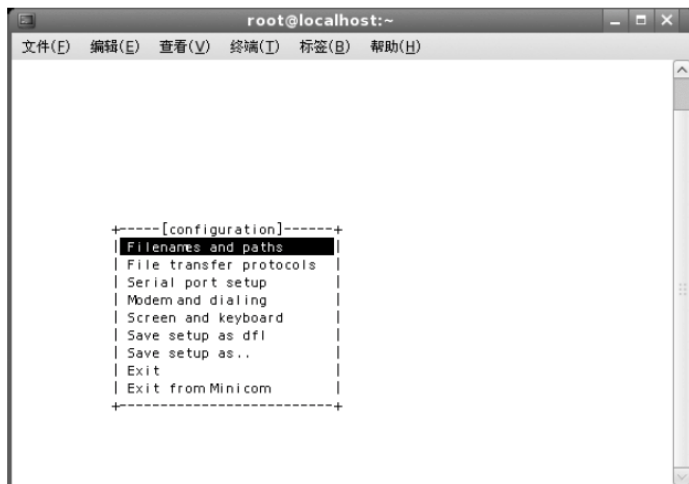 root@localhost:~
文件(F) 编辑(E) 查看(V) 终端(T) 标签(B) 帮助(H)
+-----[configuration]------+
| Filenames and paths |
| File transfer protocols |
| Serial port setup |
| Modem and dialing |
| Screen and keyboard |
| Save setup as dfl |
| Save setup as.. |
| Exit |
| Exit from Minicom |
+--------------------------+